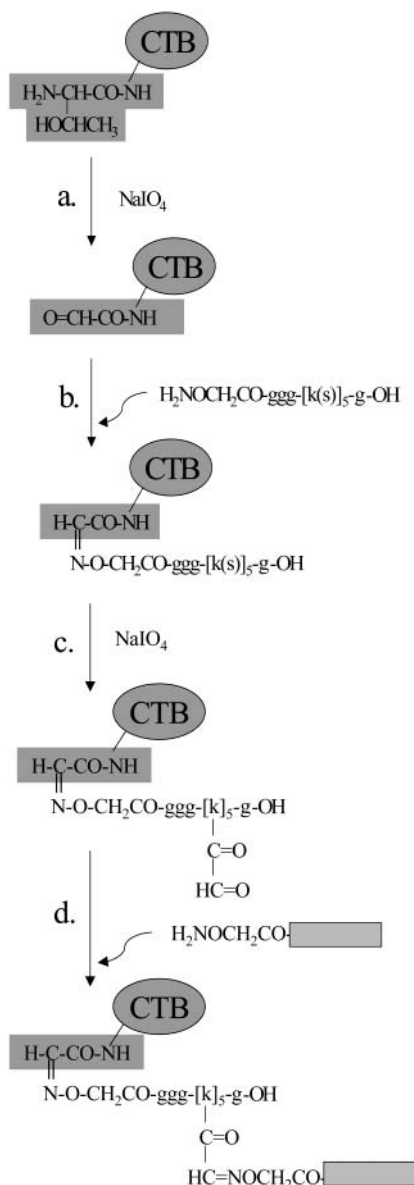 CTB
H₂N-CH-CO-NH
HOCHCH₃
a. NaIO₄
CTB
O=CH-CO-NH
b. H₂NOCH₂CO-ggg-[k(s)]₅-g-OH
CTB
H-C-CO-NH
N-O-CH₂CO-ggg-[k(s)]₅-g-OH
c. NaIO₄
CTB
H-C-CO-NH
N-O-CH₂CO-ggg-[k]₅-g-OH
C=O
HC=O
d. H₂NOCH₂CO-
CTB
H-C-CO-NH
N-O-CH₂CO-ggg-[k]₅-g-OH
C=O
HC=NOCH₂CO-